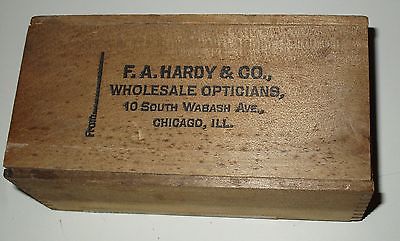 From
F. A. HARDY & CO.,
WHOLESALE OPTICIANS,
10 SOUTH WABASH AVE.,
CHICAGO, ILL.